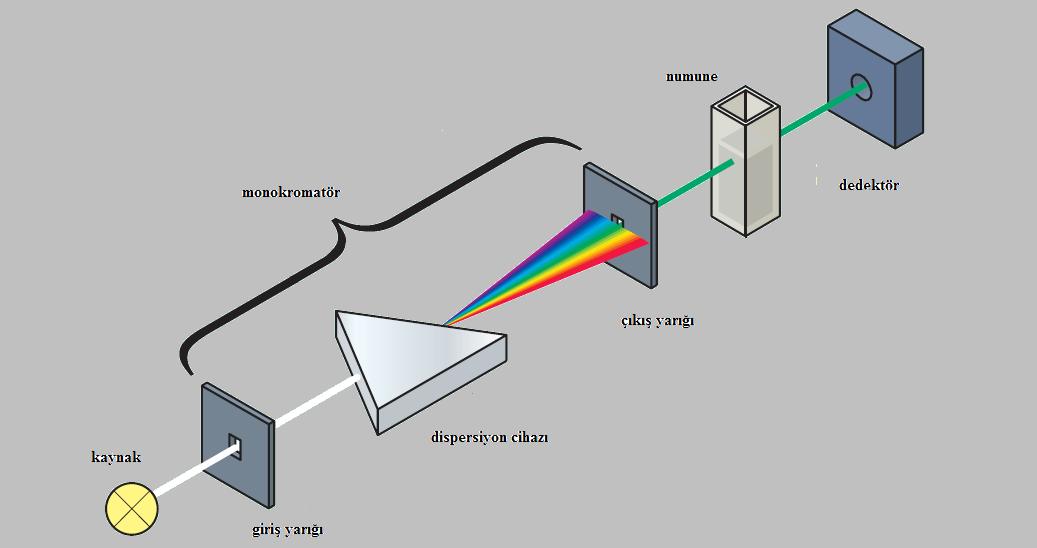 numune
dedektör
monokromatör
çıkış yarığı
dispersiyon cihazı
kaynak
giriş yarığı